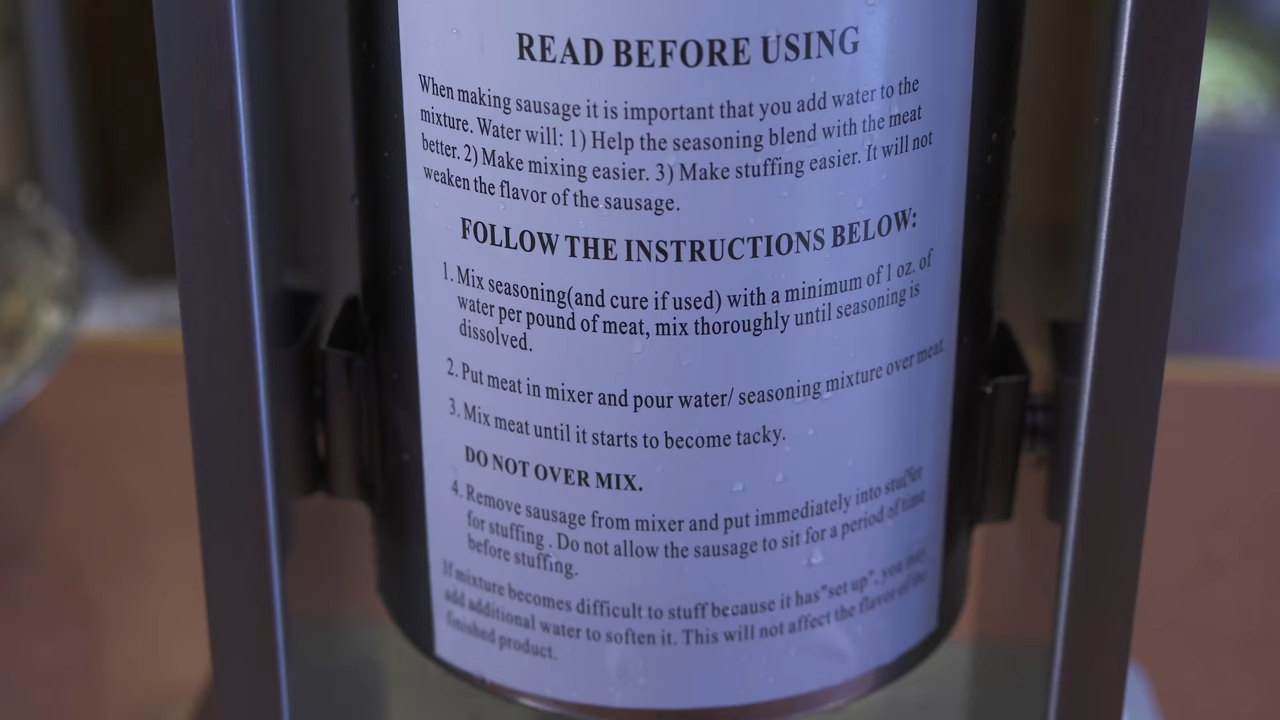 READ BEFORE USING
When making sausage it is important that you add water to the
mixture. Water will: 1) Help the seasoning blend with the meat
better. 2) Make mixing easier. 3) Make stuffing easier. It will not
weaken the flavor of the sausage.
FOLLOW THE INSTRUCTIONS BELOW:
1. Mix seasoning(and cure if used) with a minimum of 1 oz. of
water per pound of meat, mix thoroughly until seasoning is
dissolved.
2. Put meat in mixer and pour water/ seasoning mixture over meat.
3. Mix meat until it starts to become tacky.
DO NOT OVER MIX.
4. Remove sausage from mixer and put immediately into stuffer
for stuffing . Do not allow the sausage to sit for a period of time
before stuffing.
If mixture becomes difficult to stuff because it has"set up", you may
add additional water to soften it. This will not affect the flavor of the
finished product.